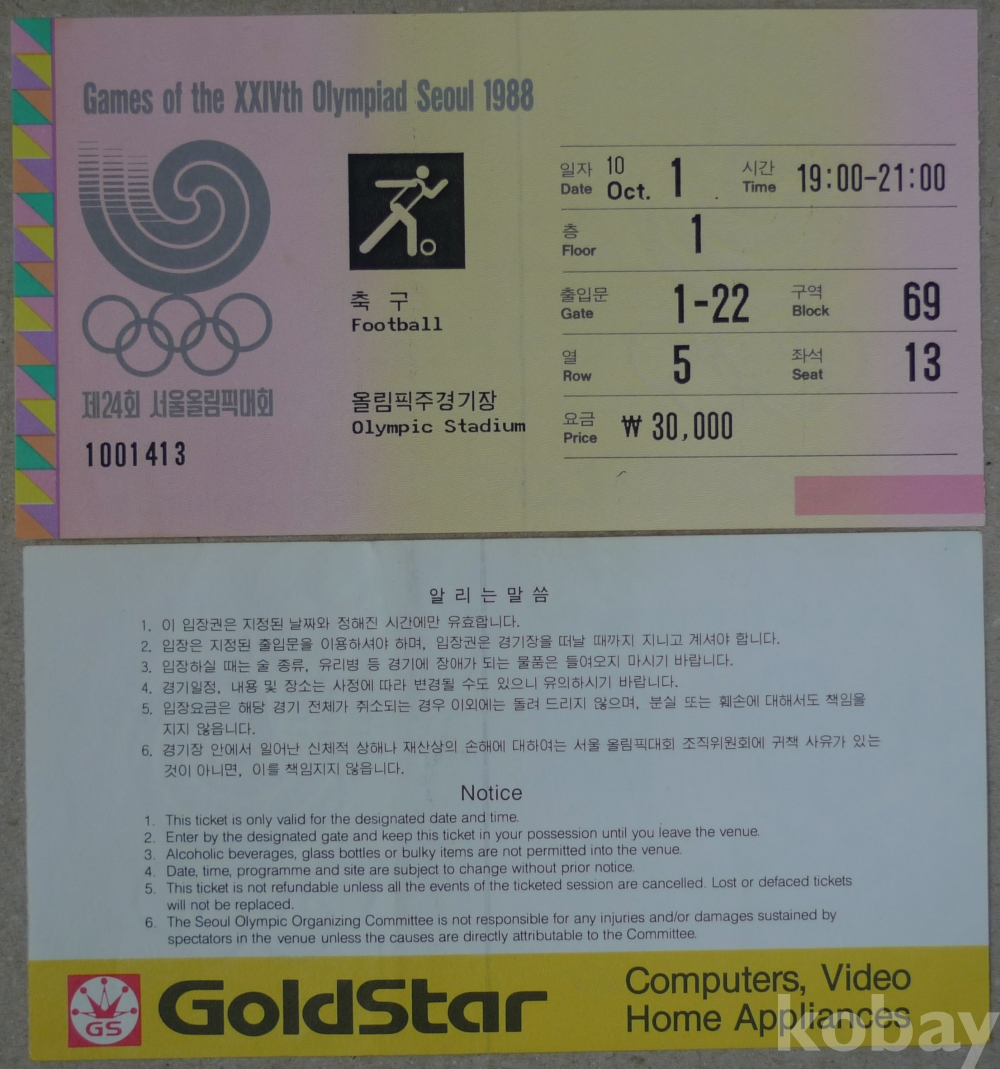 Games of the XXIVth Olympiad Seoul 1988
제24회 서울올림픽대회
1001413
축 구
Football
올림픽주경기장
Olympic Stadium
일자 10 시간
Date Oct. 1 Time 19:00-21:00
층
Floor 1
출입문 구역
Gate 1-22 Block 69
열 좌석
Row 5 Seat 13
요금
Price ₩ 30,000
알 리 는 말 씀
1. 이 입장권은 지정된 날짜와 정해진 시간에만 유효합니다.
2. 입장은 지정된 출입문을 이용하셔야 하며, 입장권은 경기장을 떠날 때까지 지니고 계셔야 합니다.
3. 입장하실 때는 술 종류, 유리병 등 경기에 장애가 되는 물품은 들여오지 마시기 바랍니다.
4. 경기일정, 내용 및 장소는 사정에 따라 변경될 수도 있으니 유의하시기 바랍니다.
5. 입장요금은 해당 경기 전체가 취소되는 경우 이외에는 돌려 드리지 않으며, 분실 또는 훼손에 대해서도 책임을
지지 않읍니다.
6. 경기장 안에서 일어난 신체적 상해나 재산상의 손해에 대하여는 서울 올림픽대회 조직위원회에 귀책 사유가 있는
것이 아니면, 이를 책임지지 않읍니다.
Notice
1. This ticket is only valid for the designated date and time.
2. Enter by the designated gate and keep this ticket in your possession until you leave the venue.
3. Alcoholic beverages, glass bottles or bulky items are not permitted into the venue.
4. Date, time, programme and site are subject to change without prior notice.
5. This ticket is not refundable unless all the events of the ticketed session are cancelled. Lost or defaced tickets
will not be replaced.
6. The Seoul Olympic Organizing Committee is not responsible for any injuries and/or damages sustained by
spectators in the venue unless the causes are directly attributable to the Committee.
GS
GoldStar
Computers, Video
Home Appliances
kobay